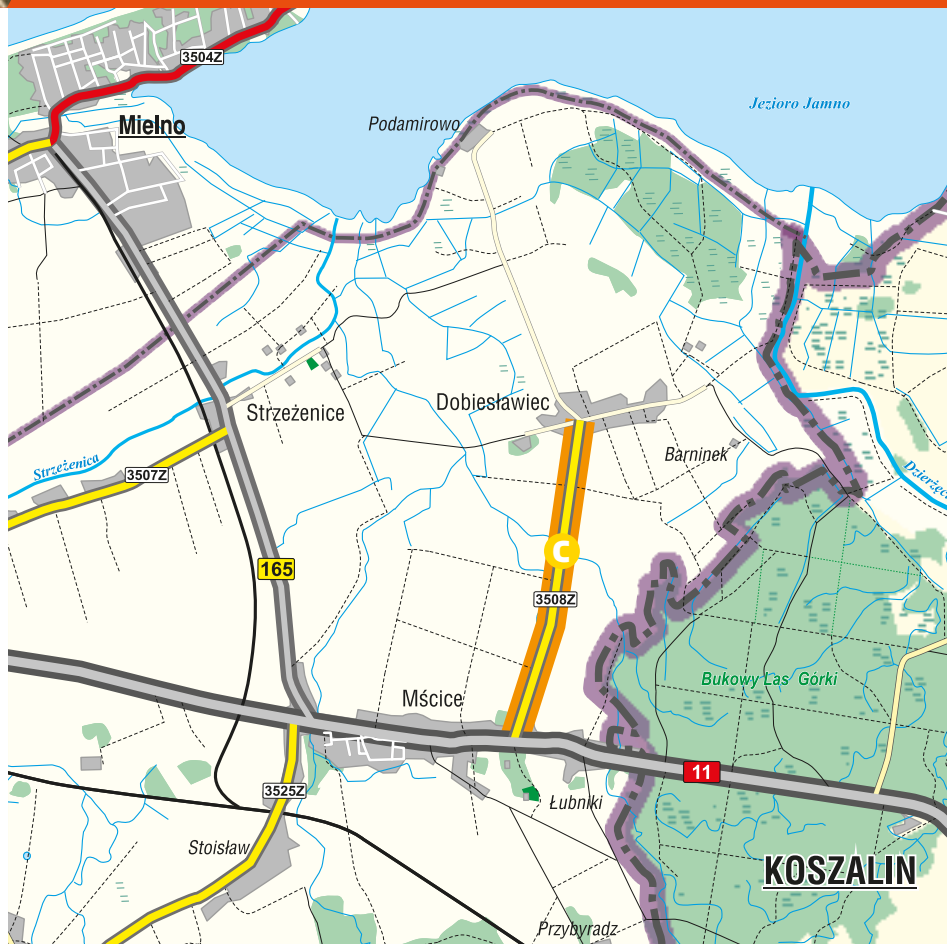 3504Z
Jezioro Jamno
Mielno
Podamirowo
Strzeżenice
Dobiesławiec
Barninek
Strzeżenica
3507Z
C
165
3508Z
Bukowy Las Górki
Mścice
11
3525Z
Łubniki
Stoisław
KOSZALIN
Przybyradz